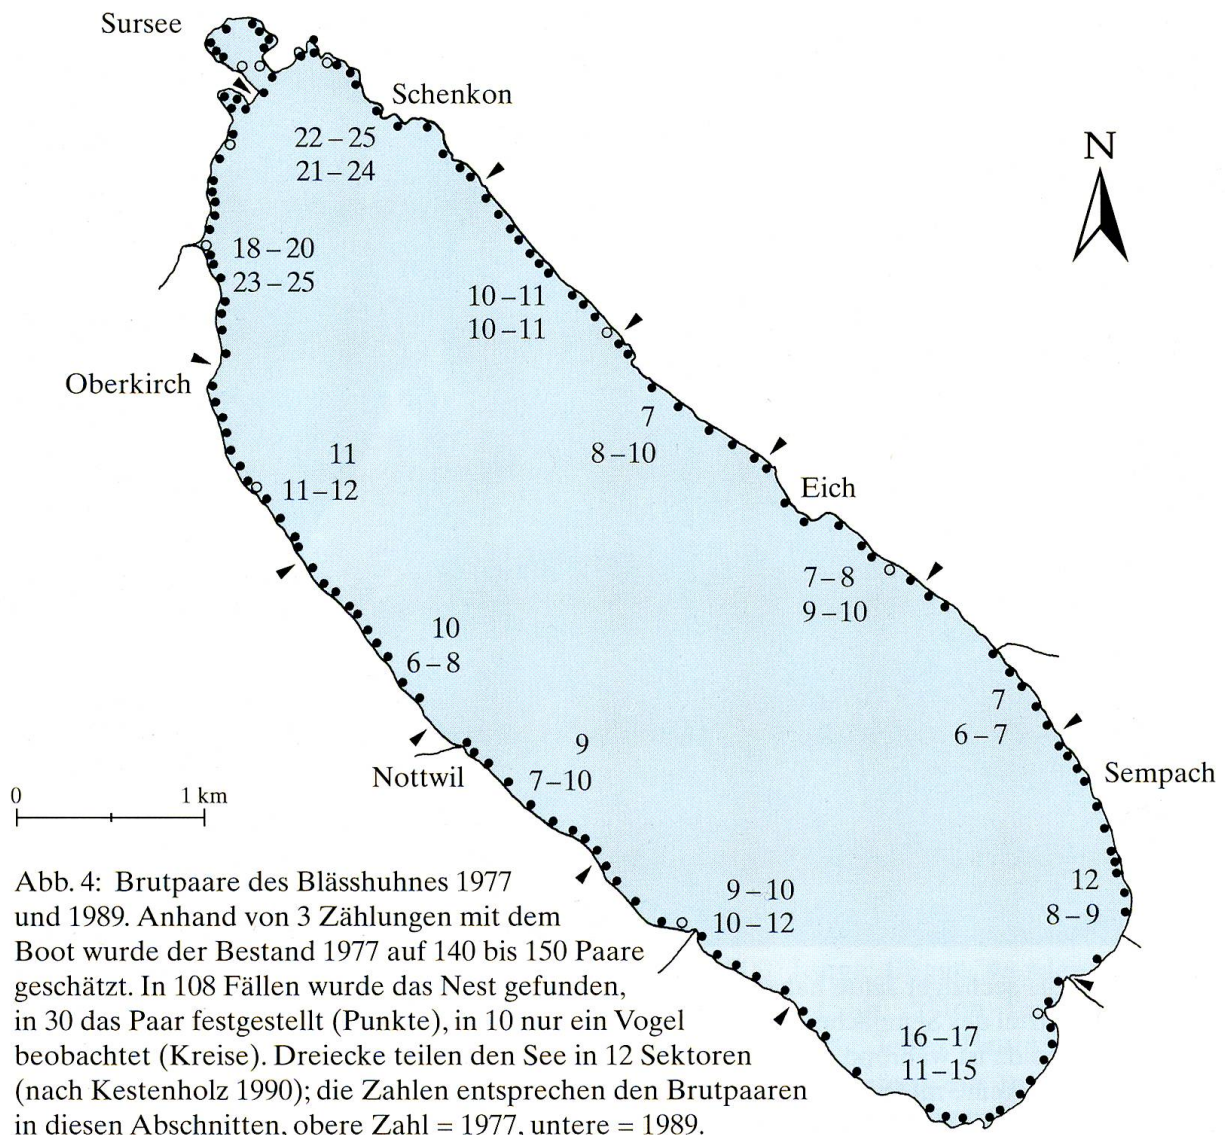 Sursee
Schenkon
N
22–25
21–24
18–20
23–25
10–11
10–11
Oberkirch
7
8–10
11
11–12
Eich
7–8
9–10
10
6–8
7
6–7
9
7–10
Nottwil
Sempach
0 1 km
12
8–9
9–10
10–12
16–17
11–15
Abb. 4: Brutpaare des Blässhuhnes 1977
und 1989. Anhand von 3 Zählungen mit dem
Boot wurde der Bestand 1977 auf 140 bis 150 Paare
geschätzt. In 108 Fällen wurde das Nest gefunden,
in 30 das Paar festgestellt (Punkte), in 10 nur ein Vogel
beobachtet (Kreise). Dreiecke teilen den See in 12 Sektoren
(nach Kestenholz 1990); die Zahlen entsprechen den Brutpaaren
in diesen Abschnitten, obere Zahl = 1977, untere = 1989.